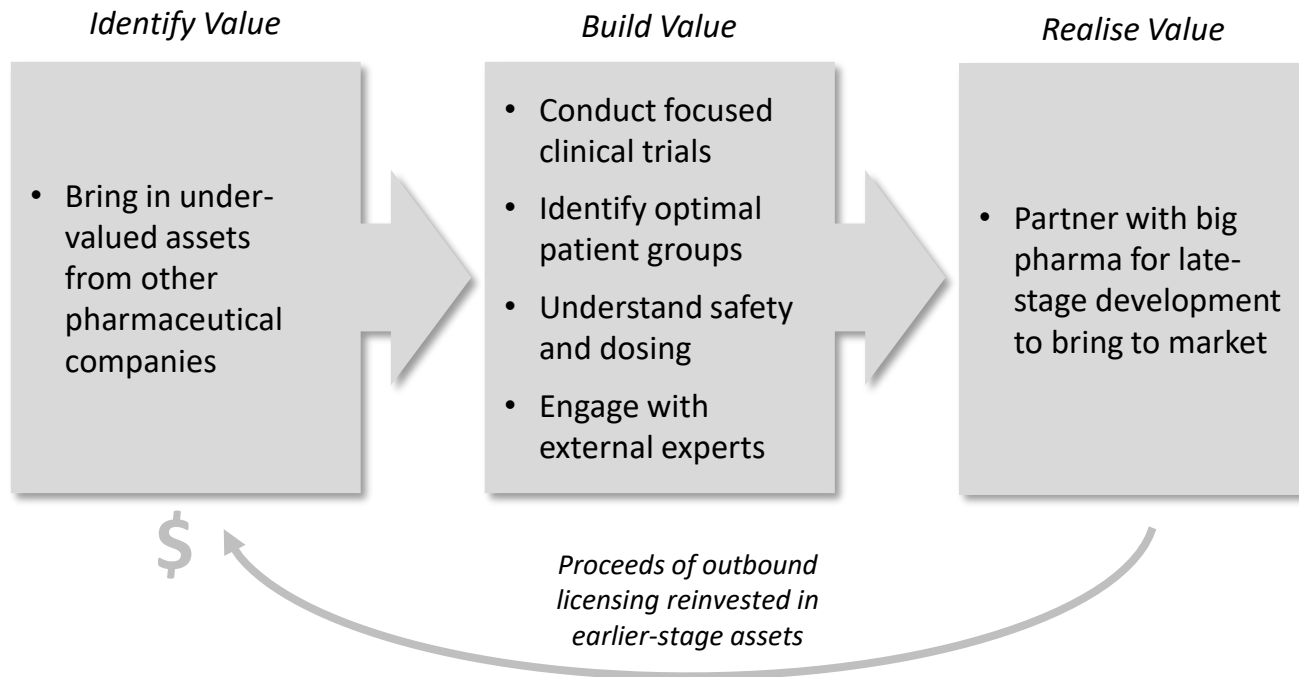 Identify Value
• Bring in under-
valued assets
from other
pharmaceutical
companies
Build Value
• Conduct focused
clinical trials
• Identify optimal
patient groups
• Understand safety
and dosing
• Engage with
external experts
Realise Value
• Partner with big
pharma for late-
stage development
to bring to market
$
Proceeds of outbound
licensing reinvested in
earlier-stage assets